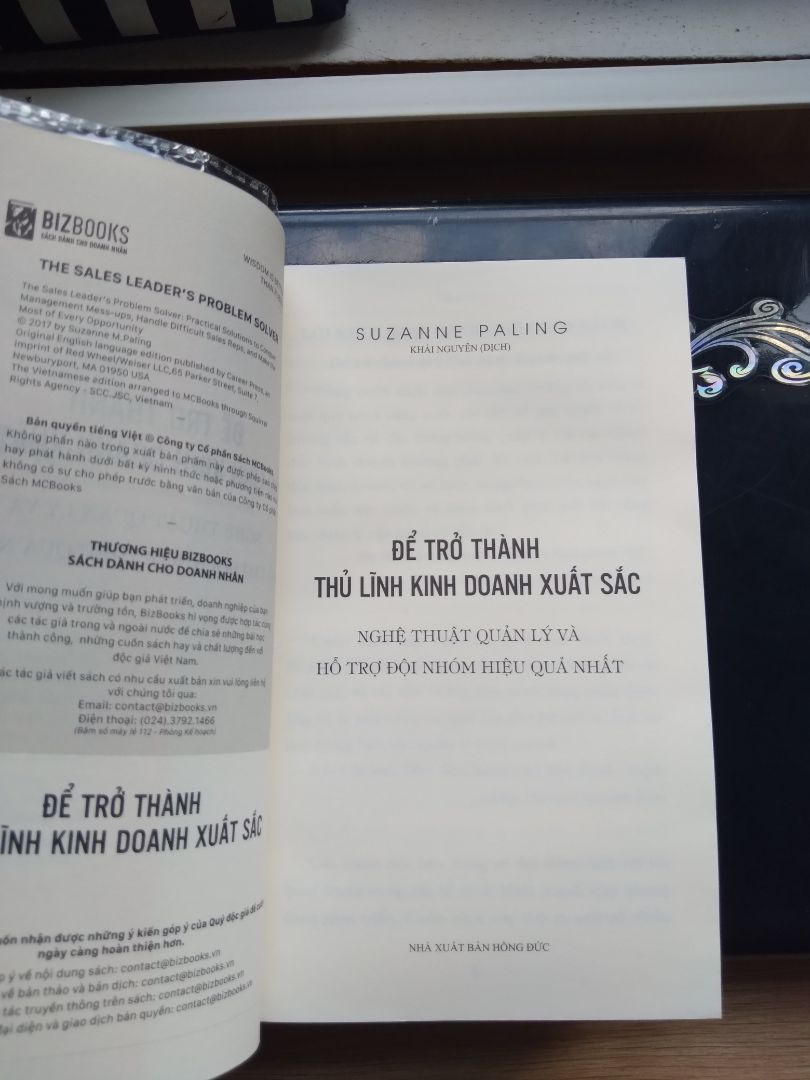 BIZBOOKS
SÁCH DÀNH CHO DOANH NHÂN
WISDOM IS BE
THAN
THE SALES LEADER'S PROBLEM SOLVER
The Sales Leader's Problem Solver: Practical Solutions to Conquer
Management Mess-ups, Handle Difficult Sales Reps, and Make the
Most of Every Opportunity
© 2017 by Suzanne M.Paling
Original English language edition published by Career Press, an
Imprint of Red Wheel/Weiser LLC,65 Parker Street, Suite 7,
Newburyport, MA 01950 USA
The Vietnamese edition arranged to MCBooks through Squirrel
Rights Agency - SCC.JSC, Vietnam
Bản quyền tiếng Việt © Công ty Cổ phần Sách MCBooks
Không phần nào trong xuất bản phẩm này được phép sao chép
hay phát hành dưới bất kỳ hình thức hoặc phương tiện nào mà
không có sự cho phép trước bằng văn bản của Công ty Cổ phần
Sách MCBooks
THƯƠNG HIỆU BIZBOOKS
SÁCH DÀNH CHO DOANH NHÂN
Với mong muốn giúp bạn phát triển, doanh nghiệp của bạn
thịnh vượng và trường tồn, BizBooks hi vọng được hợp tác cùng
các tác giả trong và ngoài nước để chia sẻ những bài học
thành công, những cuốn sách hay và chất lượng đến với
độc giả Việt Nam.
ác tác giả viết sách có nhu cầu xuất bản xin vui lòng liên hệ
với chúng tôi qua:
Email: contact@bizbooks.vn
Điện thoại: (024).3792.1466
(Bấm số máy lẻ 112 - Phòng Kế hoạch)
ĐỂ TRỞ THÀNH
LĨNH KINH DOANH XUẤT SẮC
ốn nhận được những ý kiến góp ý của Quý độc giả để cuốn
ngày càng hoàn thiện hơn.
p ý về nội dung sách: contact@bizbooks.vn
về bản thảo và bản dịch: contact@bizbooks.vn
tác truyền thông trên sách: contact@bizbooks.vn
đại diện và giao dịch bản quyền: contact@bizbooks.vn
SUZANNE PALING
KHẢI NGUYÊN (DỊCH)
ĐỂ TRỞ THÀNH
THỦ LĨNH KINH DOANH XUẤT SẮC
NGHỆ THUẬT QUẢN LÝ VÀ
HỖ TRỢ ĐỘI NHÓM HIỆU QUẢ NHẤT
NHÀ XUẤT BẢN HỒNG ĐỨC